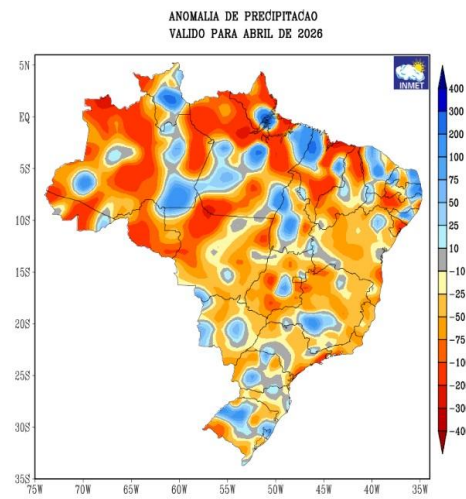 ANOMALIA DE PRECIPITACAO
VALIDO PARA ABRIL DE 2026
INMET
5N
EQ
5S
10S
15S
20S
25S
30S
35S
75W 70W 65W 60W 55W 50W 45W 40W 35W
400
300
200
100
75
50
25
10
-10
-25
-50
-75
-10
-20
-30
-40